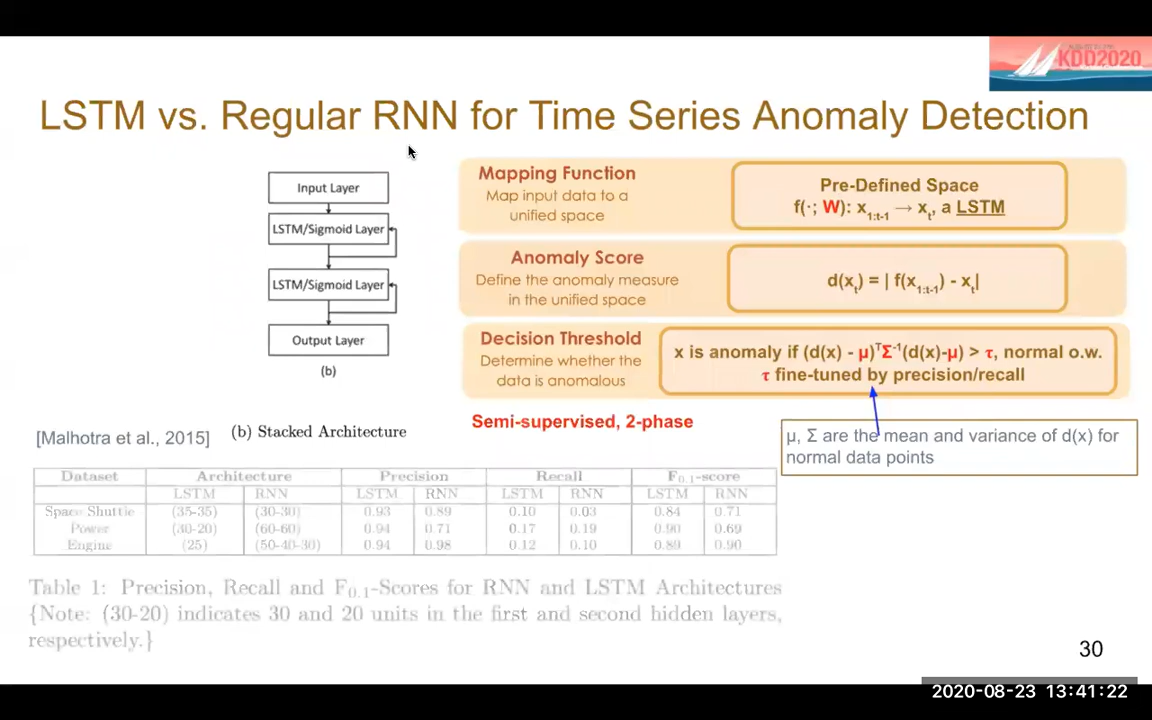 KDD2020
LSTM vs. Regular RNN for Time Series Anomaly Detection
Input Layer
LSTM/Sigmoid Layer
LSTM/Sigmoid Layer
Output Layer
(b)
(b) Stacked Architecture
[Malhotra et al., 2015]
Mapping Function
Map input data to a
unified space
Pre-Defined Space
f(·; W): x1:t-1 → xt, a LSTM
Anomaly Score
Define the anomaly measure
in the unified space
d(xt) = | f(x1:t-1) - xt|
Decision Threshold
Determine whether the
data is anomalous
x is anomaly if (d(x) - μ)ᵀΣ⁻¹(d(x)-μ) > τ, normal o.w.
τ fine-tuned by precision/recall
Semi-supervised, 2-phase
μ, Σ are the mean and variance of d(x) for
normal data points
Dataset Architecture Precision Recall F0.1-score
LSTM RNN LSTM RNN LSTM RNN LSTM RNN
Space Shuttle (35-35) (30-30) 0.93 0.89 0.10 0.03 0.84 0.71
Power (30-20) (60-60) 0.94 0.71 0.17 0.19 0.90 0.69
Engine (25) (50-40-30) 0.94 0.98 0.12 0.10 0.89 0.90
Table 1: Precision, Recall and F0.1-Scores for RNN and LSTM Architectures
{Note: (30-20) indicates 30 and 20 units in the first and second hidden layers,
respectively.}
30
2020-08-23 13:41:22